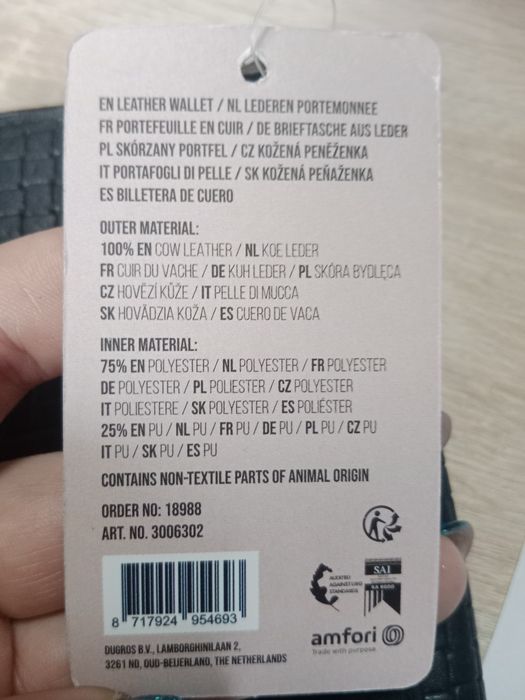 EN LEATHER WALLET / NL LEDEREN PORTEMONNEE
FR PORTEFEUILLE EN CUIR / DE BRIEFTASCHE AUS LEDER
PL SKÓRZANY PORTFEL / CZ KOŽENÁ PENĚŽENKA
IT PORTAFOGLI DI PELLE / SK KOŽENÁ PEŇAŽENKA
ES BILLETERA DE CUERO
OUTER MATERIAL:
100% EN COW LEATHER / NL KOE LEDER
FR CUIR DU VACHE / DE KUH LEDER / PL SKÓRA BYDLĘCA
CZ HOVĚZÍ KŮŽE / IT PELLE DI MUCCA
SK HOVÄDZIA KOŽA / ES CUERO DE VACA
INNER MATERIAL:
75% EN POLYESTER / NL POLYESTER / FR POLYESTER
DE POLYESTER / PL POLIESTER / CZ POLYESTER
IT POLIESTERE / SK POLYESTER / ES POLIÉSTER
25% EN PU / NL PU / FR PU / DE PU / PL PU / CZ PU
IT PU / SK PU / ES PU
CONTAINS NON-TEXTILE PARTS OF ANIMAL ORIGIN
ORDER NO: 18988
ART. NO. 3006302
8 717924 954693
AUDITED
AGAINST
STANDARDS
SAI
SA 8000
amfori
Trade with purpose
DUGROS B.V., LAMBORGHINILAAN 2,
3261 ND, OUD-BEIJERLAND, THE NETHERLANDS